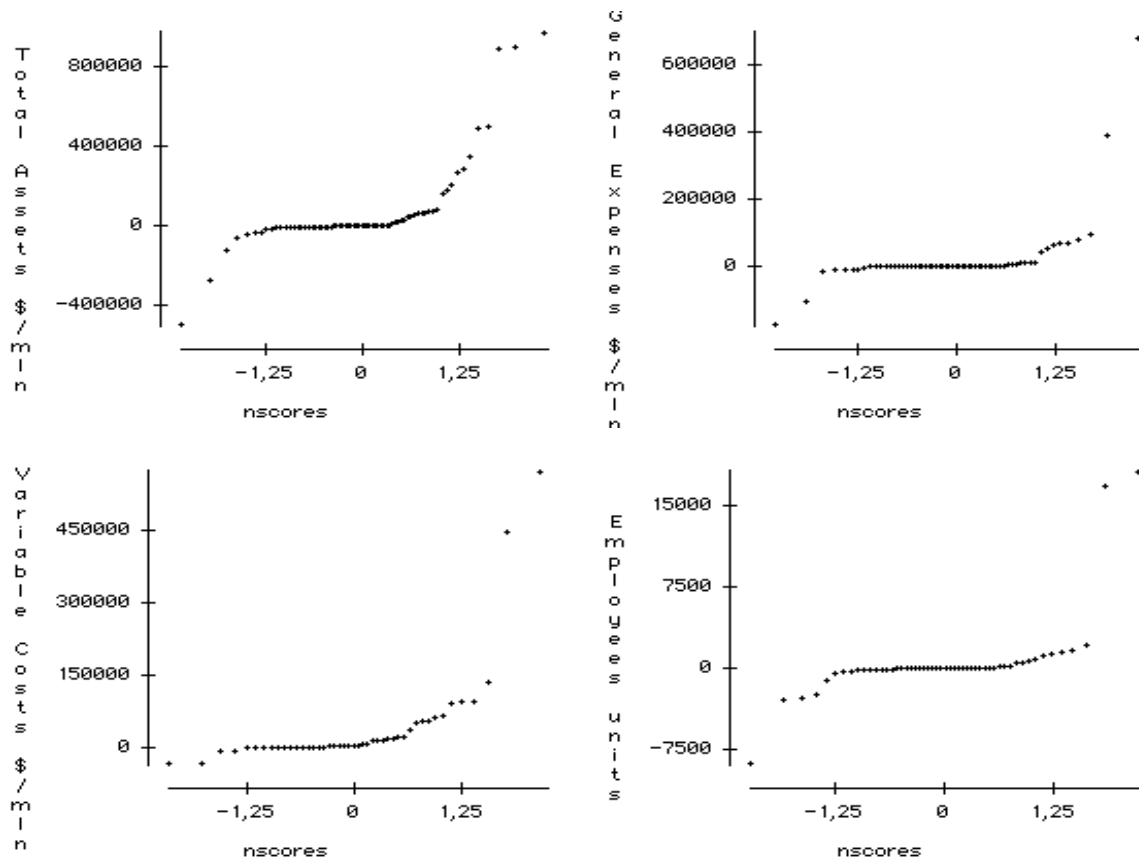 Total Assets $/mln
800000
400000
0
-400000
-1,25 0 1,25
nscores
General Expenses $/mln
600000
400000
200000
0
-1,25 0 1,25
nscores
Variable Costs $/mln
450000
300000
150000
0
-1,25 0 1,25
nscores
Employees units
15000
7500
0
-7500
-1,25 0 1,25
nscores